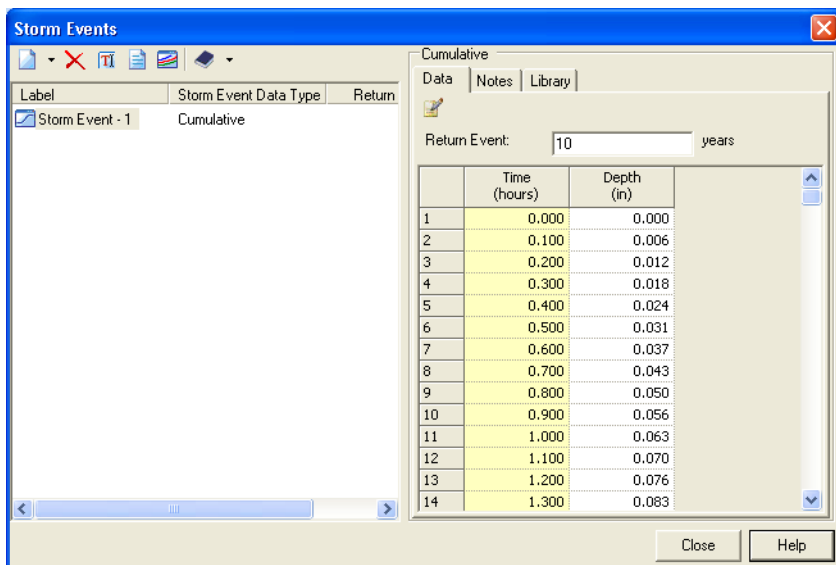 Storm Events
Label Storm Event Data Type Return
Storm Event - 1 Cumulative
Cumulative
Data Notes Library
Return Event: 10 years
Time (hours) Depth (in)
1 0.000 0.000
2 0.100 0.006
3 0.200 0.012
4 0.300 0.018
5 0.400 0.024
6 0.500 0.031
7 0.600 0.037
8 0.700 0.043
9 0.800 0.050
10 0.900 0.056
11 1.000 0.063
12 1.100 0.070
13 1.200 0.076
14 1.300 0.083
Close Help